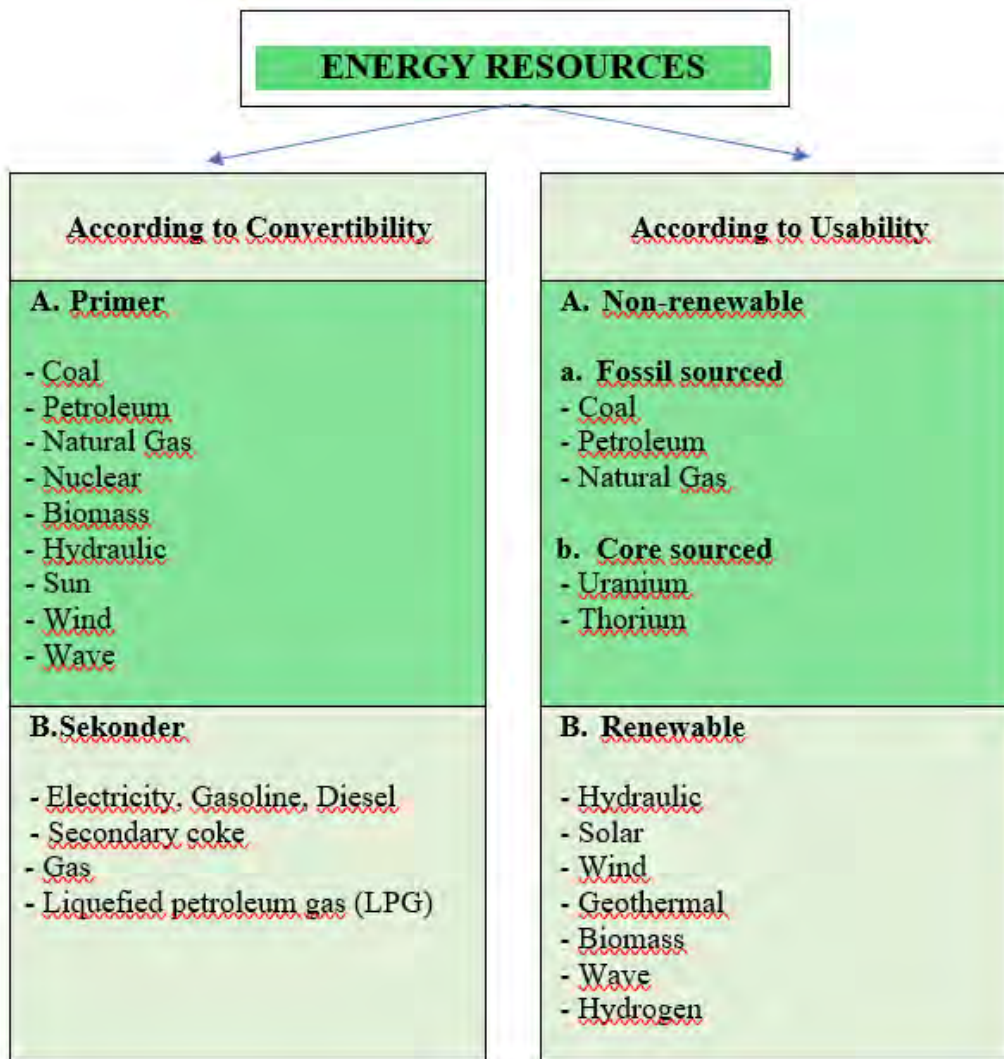 ENERGY RESOURCES
According to Convertibility
A. Primer
- Coal
- Petroleum
- Natural Gas
- Nuclear
- Biomass
- Hydraulic
- Sun
- Wind
- Wave
B.Sekonder
- Electricity, Gasoline, Diesel
- Secondary coke
- Gas
- Liquefied petroleum gas (LPG)
According to Usability
A. Non-renewable
a. Fossil sourced
- Coal
- Petroleum
- Natural Gas
b. Core sourced
- Uranium
- Thorium
B. Renewable
- Hydraulic
- Solar
- Wind
- Geothermal
- Biomass
- Wave
- Hydrogen